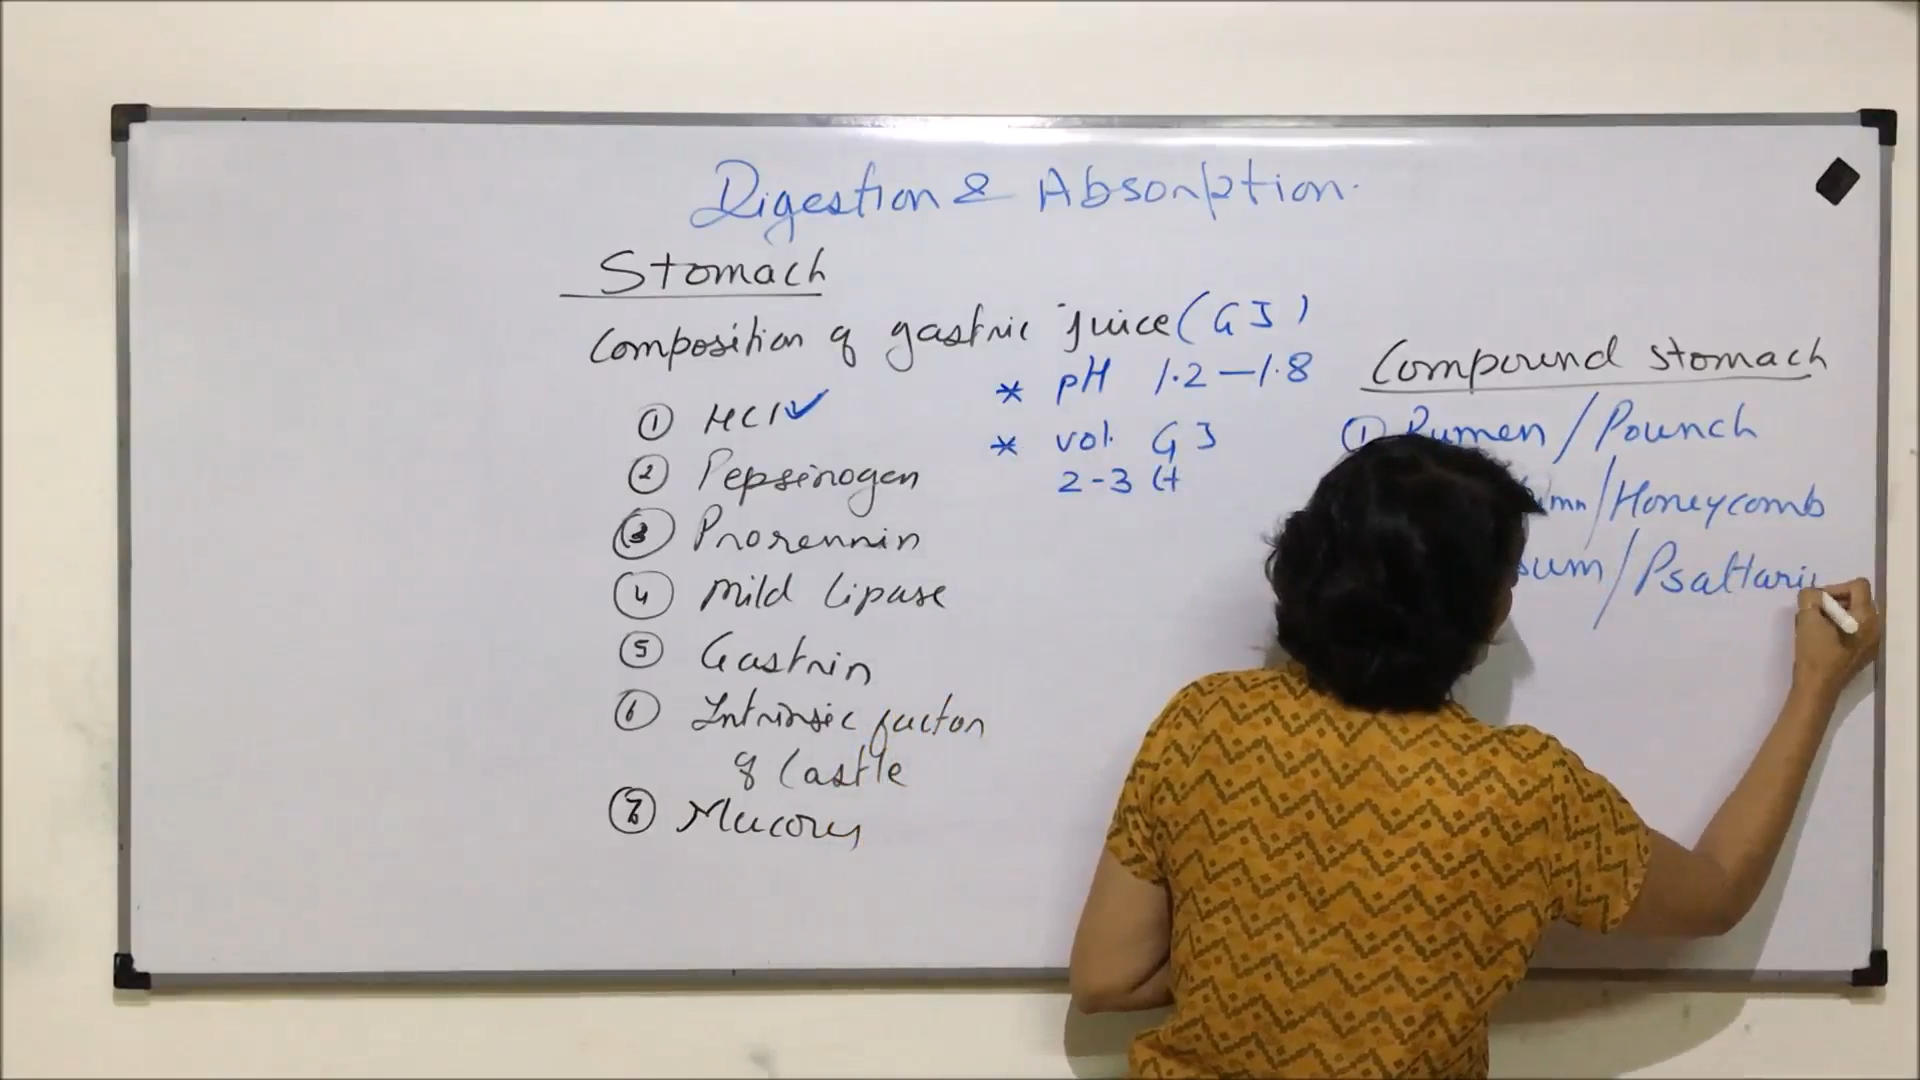 Digestion & Absorption.
Stomach
Composition of gastric juice (GJ)
① HCl ✓
② Pepsinogen
③ Prorennin
④ Mild lipase
⑤ Gastrin
⑥ Intrinsic factor
of Castle
⑦ Mucous
* pH 1.2 – 1.8
* vol. GJ
2-3 lt
Compound stomach
① Rumen / Pounch
/ Honeycomb
/ Psaltariu